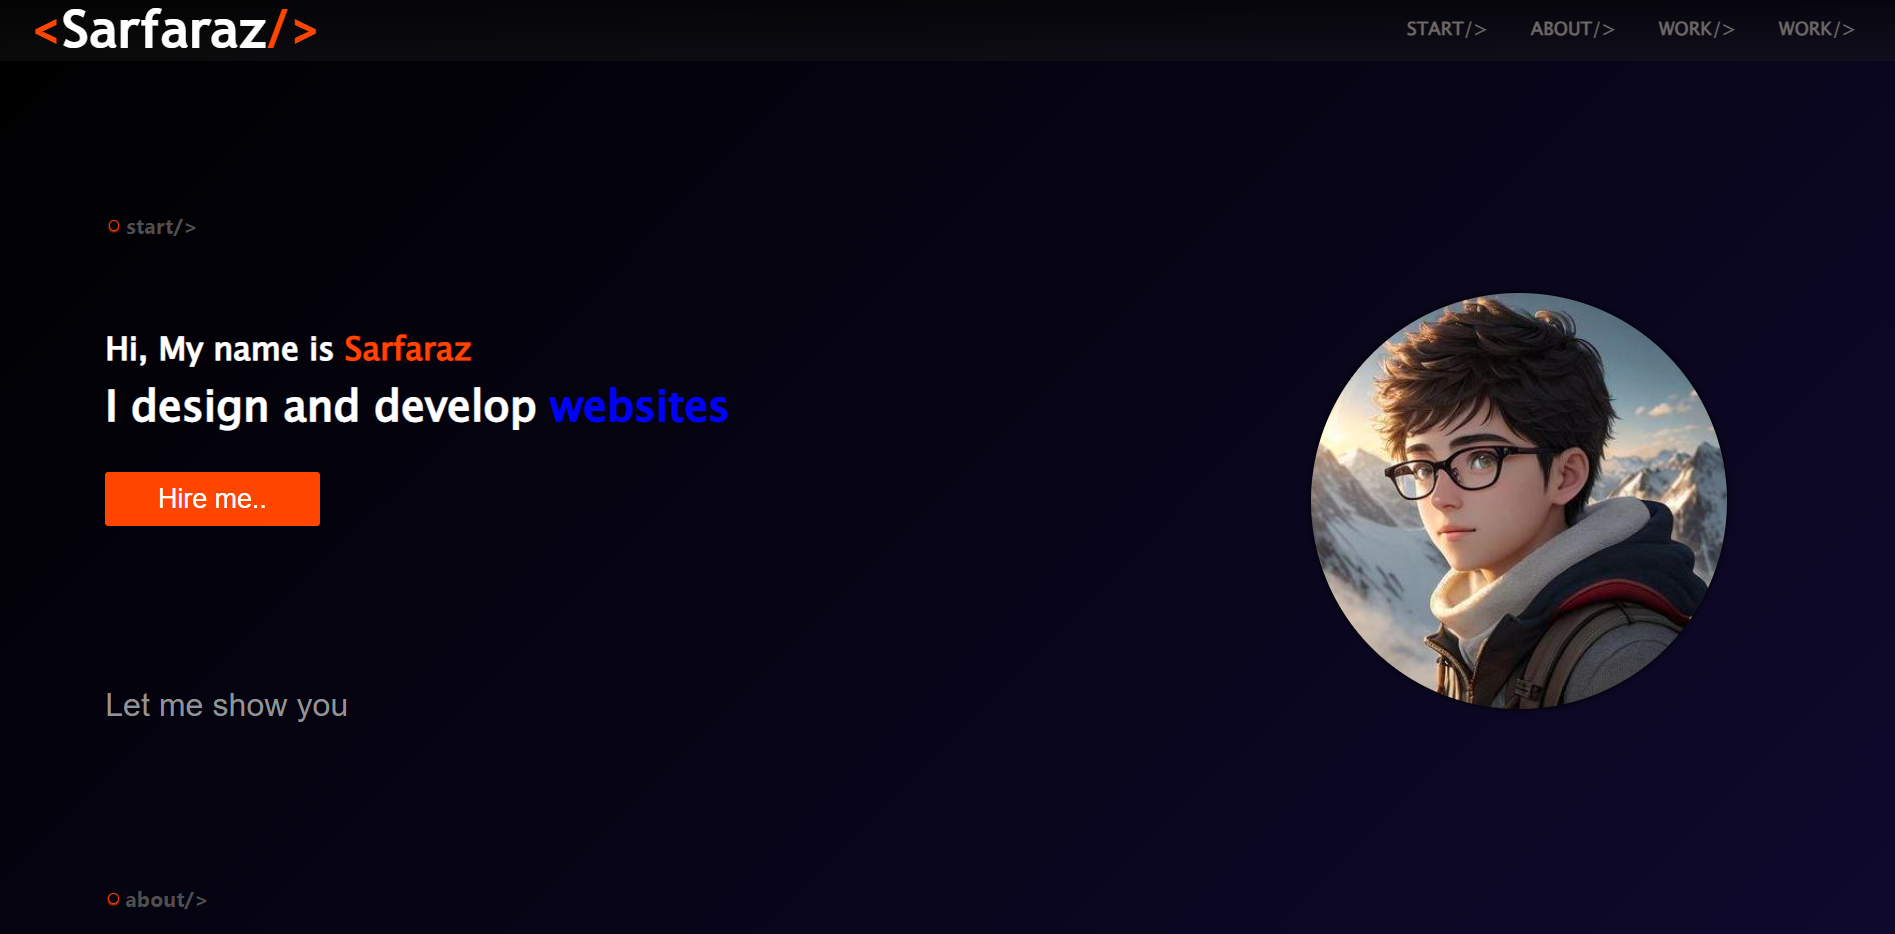 <Sarfaraz/>
START/> ABOUT/> WORK/> WORK/>
start/>
Hi, My name is Sarfaraz
I design and develop websites
Hire me..
Let me show you
about/>